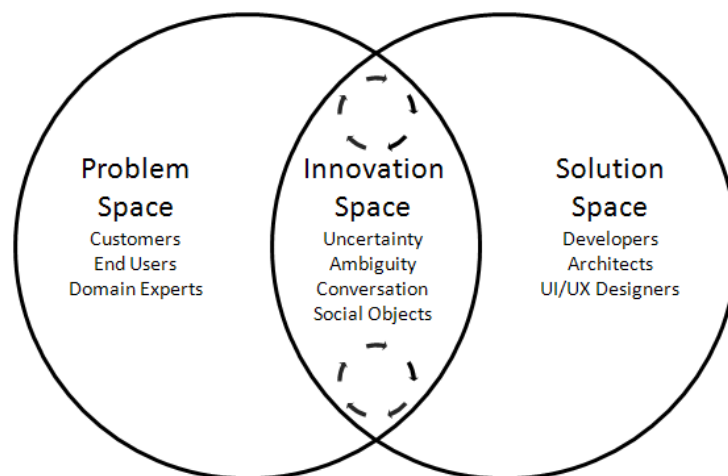 Problem
Space
Customers
End Users
Domain Experts
Innovation
Space
Uncertainty
Ambiguity
Conversation
Social Objects
Solution
Space
Developers
Architects
UI/UX Designers